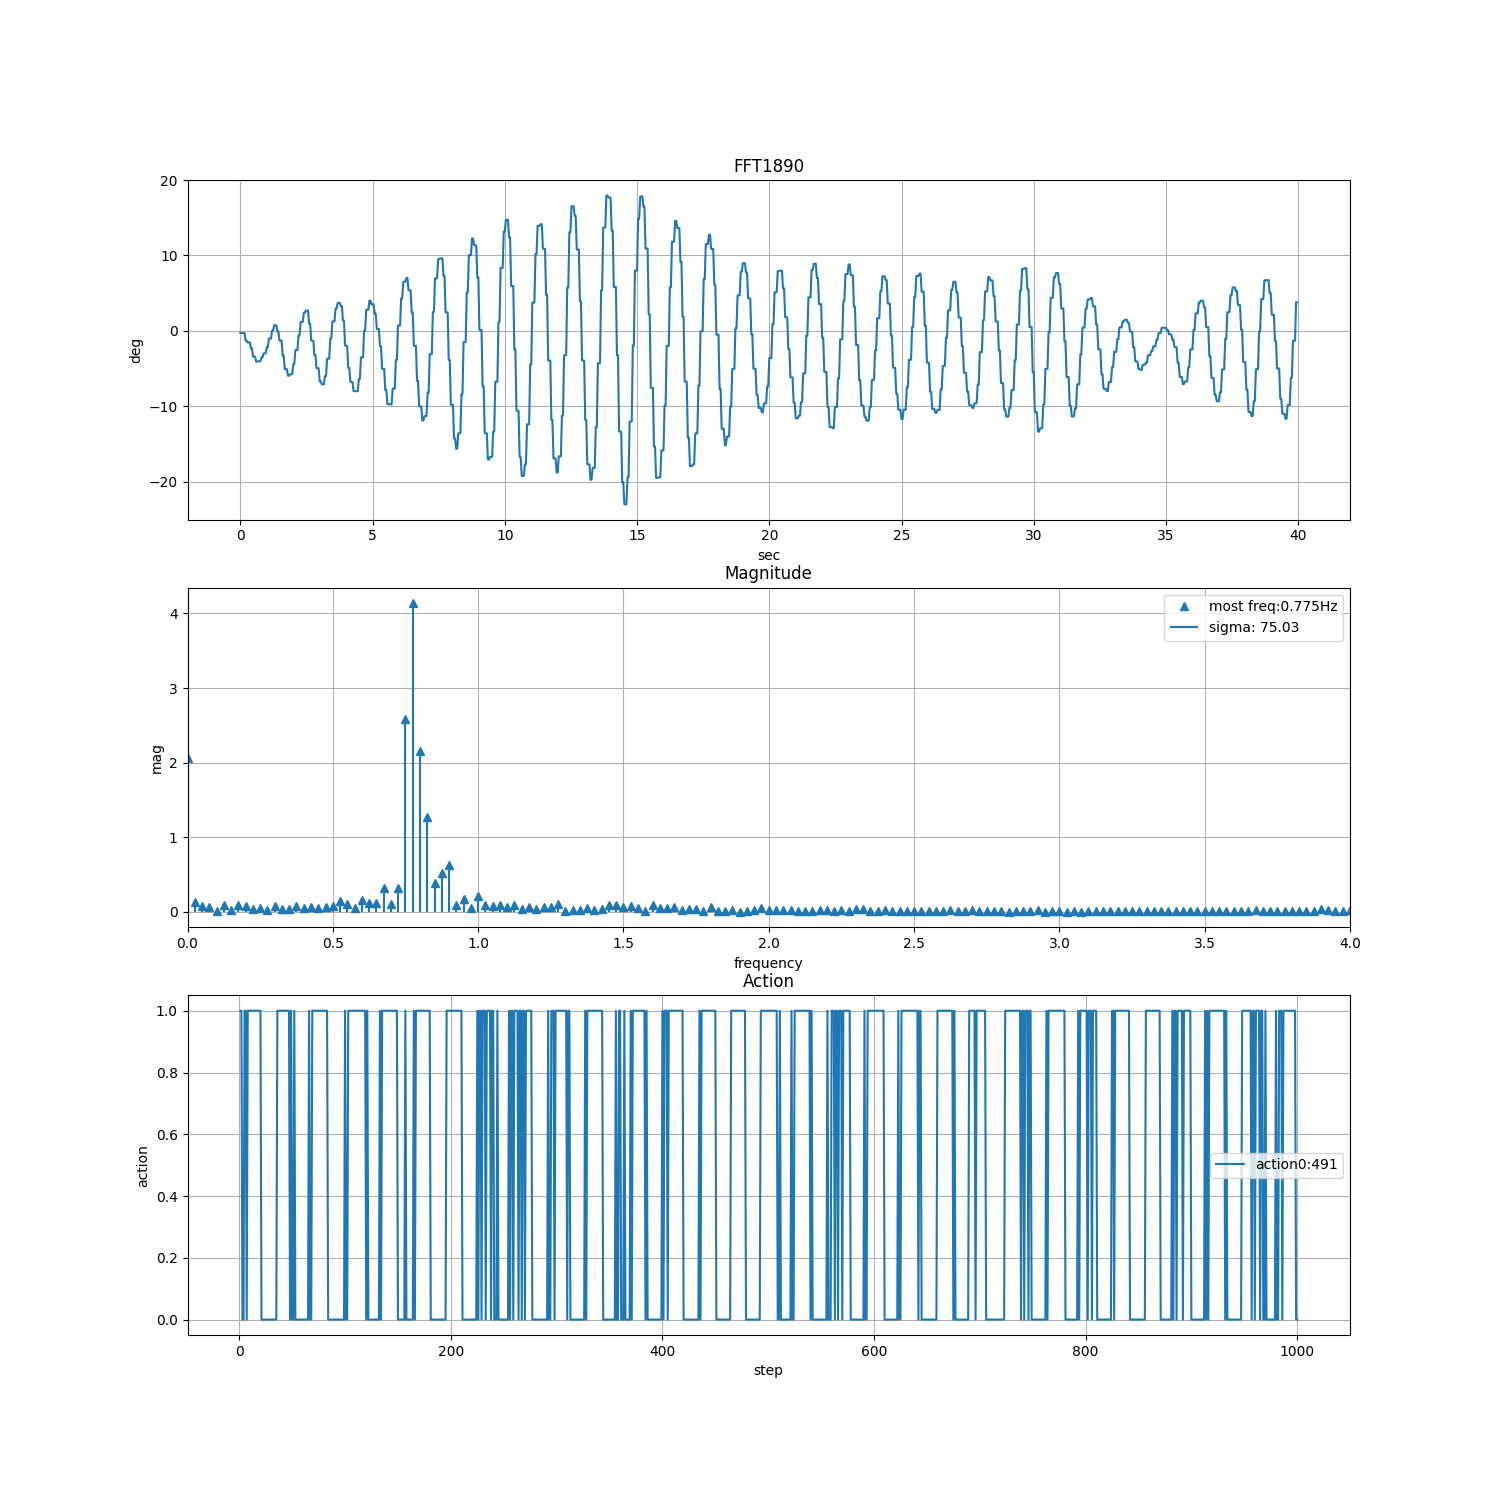 FFT1890
20
10
0
−10
−20
deg
0 5 10 15 20 25 30 35 40
sec
Magnitude
most freq:0.775Hz
sigma: 75.03
4
3
2
1
0
mag
0.0 0.5 1.0 1.5 2.0 2.5 3.0 3.5 4.0
frequency
Action
1.0
0.8
0.6
0.4
0.2
0.0
action
action0:491
0 200 400 600 800 1000
step